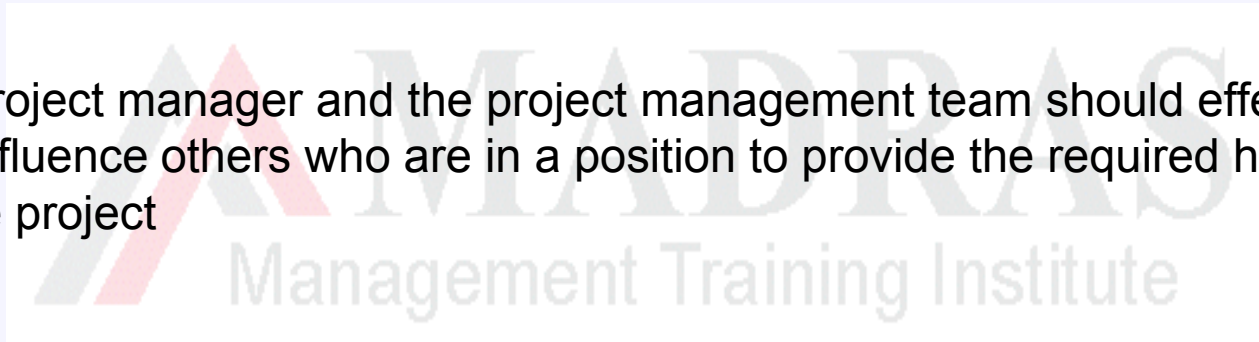 roject manager and the project management team should effe
fluence others who are in a position to provide the required h
project
MADRAS
Management Training Institute